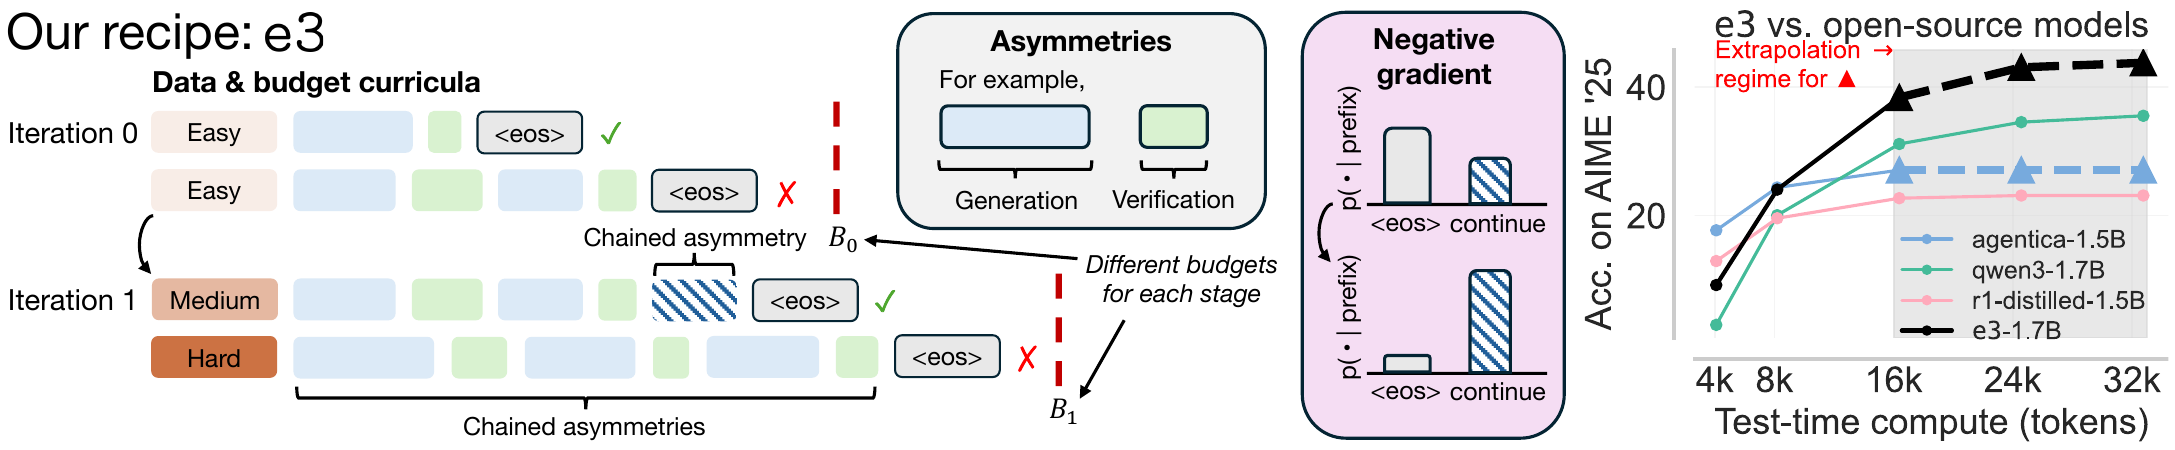 Our recipe: e3
Data & budget curricula
Iteration 0
Easy
<eos>
✓
Easy
<eos>
✗
Chained asymmetry
B₀
Iteration 1
Medium
<eos>
✓
Hard
<eos>
✗
Chained asymmetries
B₁
Different budgets
for each stage
Asymmetries
For example,
Generation
Verification
Negative
gradient
p( • | prefix)
<eos> continue
p( • | prefix)
<eos> continue
e3 vs. open-source models
Extrapolation →
regime for ▲
Acc. on AIME '25
40
20
agentica-1.5B
qwen3-1.7B
r1-distilled-1.5B
e3-1.7B
4k 8k 16k 24k 32k
Test-time compute (tokens)